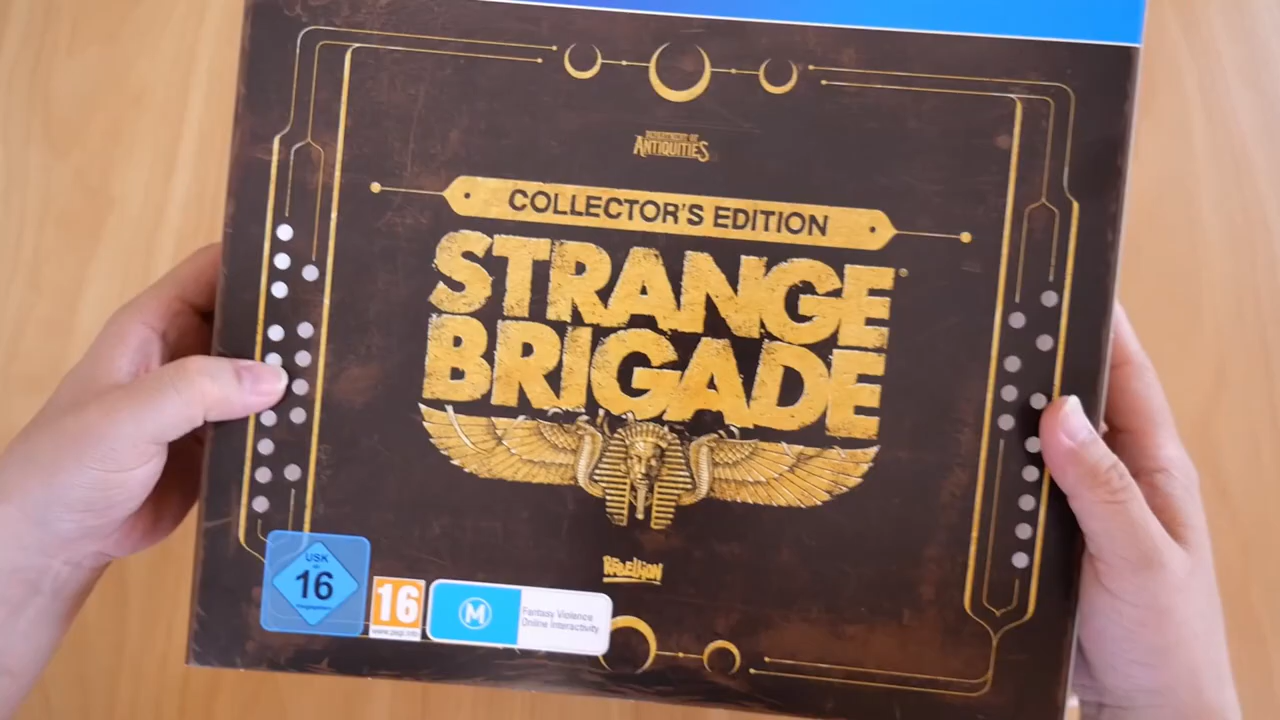 DEPARTMENT OF
ANTIQUITIES
COLLECTOR'S EDITION
STRANGE
BRIGADE
REBELLION
USK
16
16
www.pegi.info
M
Fantasy Violence
Online Interactivity